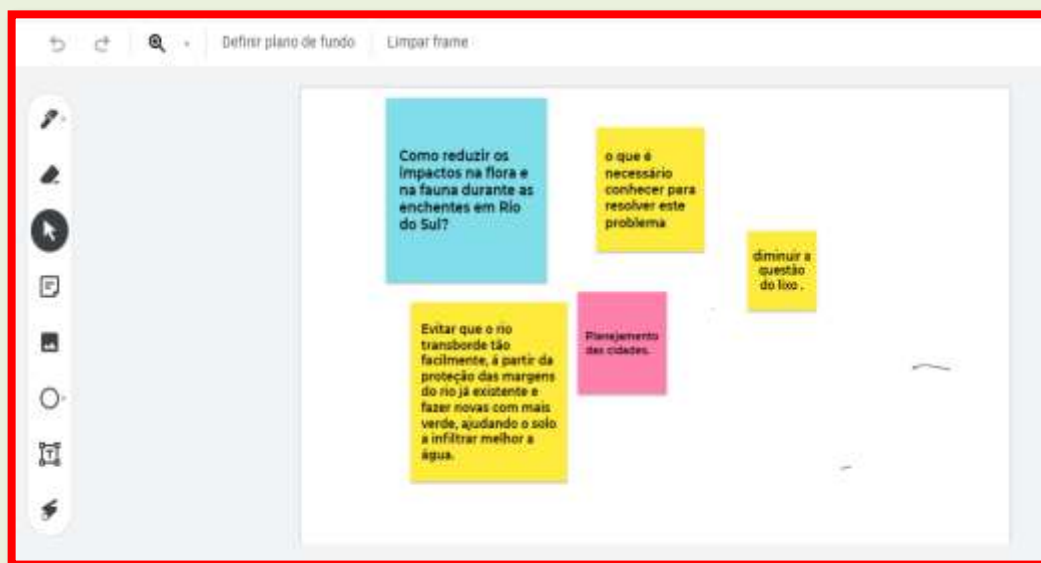 Definir plano de fundo
Limpar frame
Como reduzir os
impactos na flora e
na fauna durante as
enchentes em Rio
do Sul?
o que é
necessário
conhecer para
resolver este
problema
diminuir a
questão
do lixo .
Evitar que o rio
transborde tão
facilmente, á partir da
proteção das margens
do rio já existente e
fazer novas com mais
verde, ajudando o solo
a infiltrar melhor a
água.
Planejamento
das cidades.